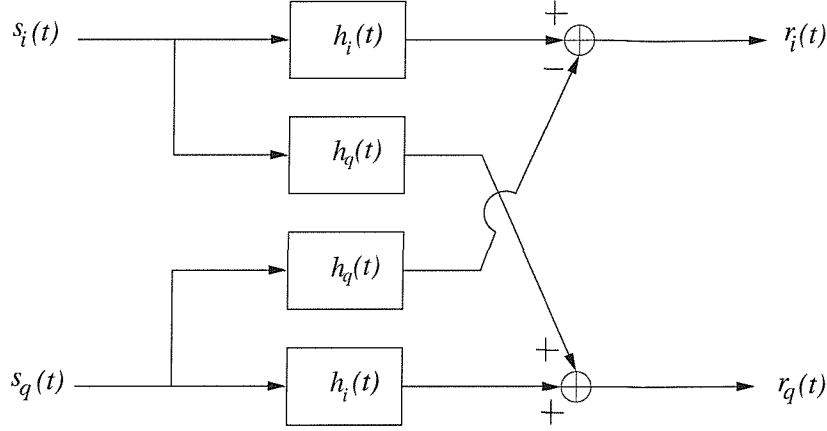 s_i(t) h_i(t) + r_i(t)
−
h_q(t)
h_q(t)
+
s_q(t) h_i(t) + r_q(t)